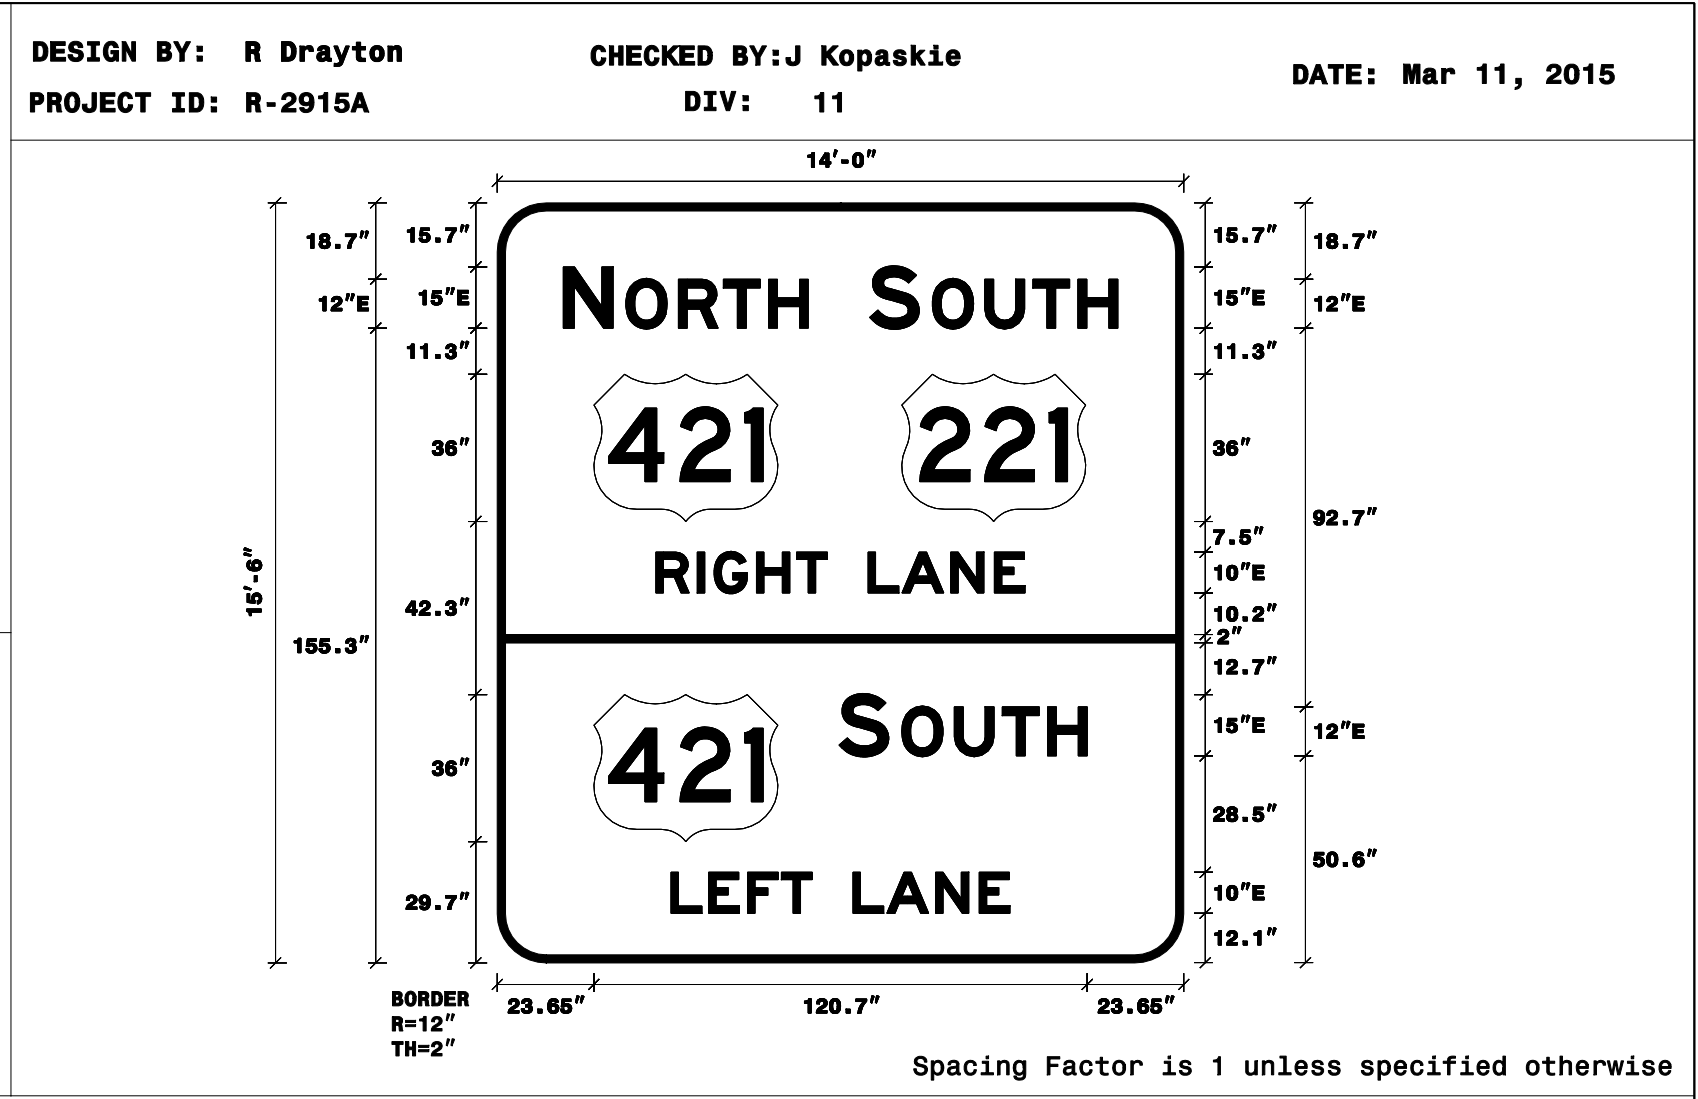 DESIGN BY: R Drayton CHECKED BY:J Kopaskie DATE: Mar 11, 2015
PROJECT ID: R-2915A DIV: 11
14'-0"
18.7" 15.7" 15.7" 18.7"
12"E 15"E NORTH SOUTH 15"E 12"E
11.3" 11.3"
36" 421 221 36"
92.7"
7.5"
RIGHT LANE 10"E
15'-6" 42.3" 10.2"
2"
155.3" 12.7"
SOUTH 15"E 12"E
36" 421
28.5"
50.6"
29.7" LEFT LANE 10"E
12.1"
BORDER 23.65" 120.7" 23.65"
R=12"
TH=2"
Spacing Factor is 1 unless specified otherwise